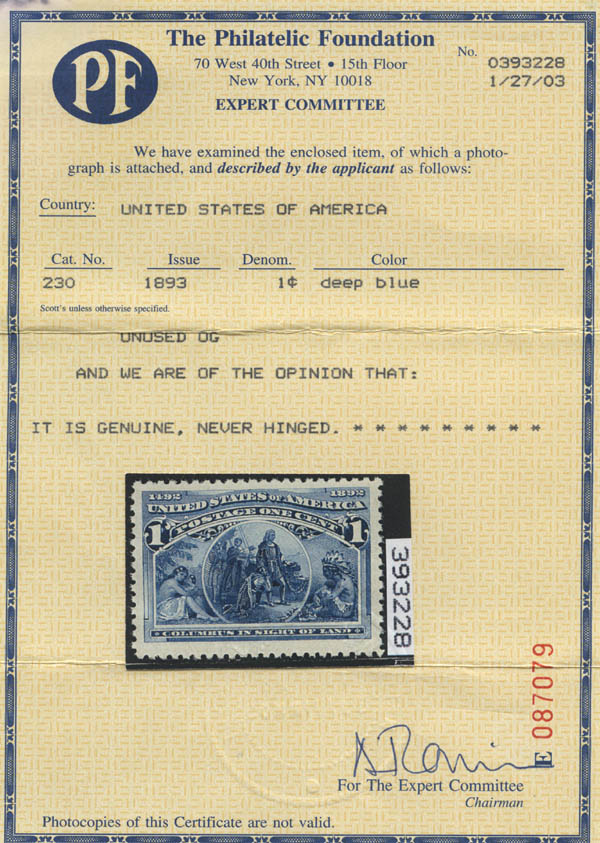 PF
The Philatelic Foundation
70 West 40th Street • 15th Floor
New York, NY 10018
EXPERT COMMITTEE
No. 0393228
1/27/03
We have examined the enclosed item, of which a photo-
graph is attached, and described by the applicant as follows:
Country: UNITED STATES OF AMERICA
Cat. No. Issue Denom. Color
230 1893 1¢ deep blue
Scott's unless otherwise specified.
UNUSED OG
AND WE ARE OF THE OPINION THAT:
IT IS GENUINE, NEVER HINGED. * * * * * * * * *
1492 1892
UNITED STATES OF AMERICA
POSTAGE ONE CENT
1 1
COLUMBUS IN SIGHT OF LAND
393228
E 087079
For The Expert Committee
Chairman
Photocopies of this Certificate are not valid.